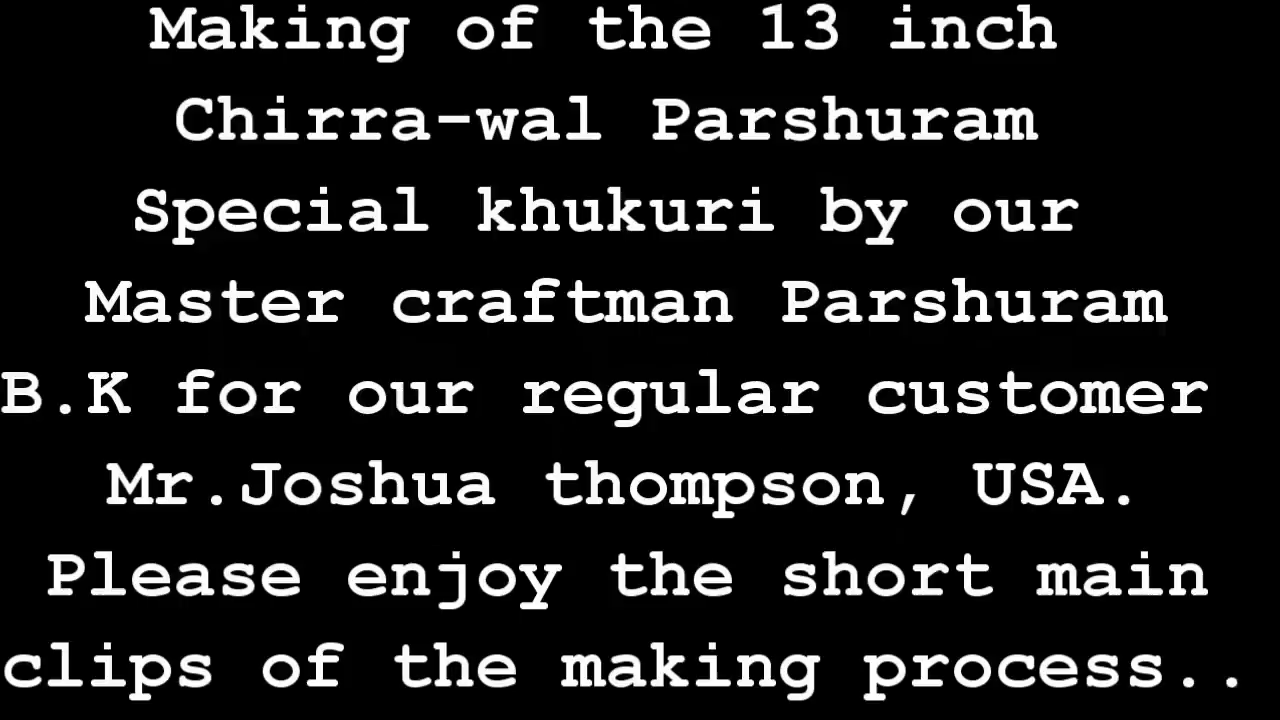 Making of the 13 inch
Chirra-wal Parshuram
Special khukuri by our
Master craftman Parshuram
B.K for our regular customer
Mr.Joshua thompson, USA.
Please enjoy the short main
clips of the making process..